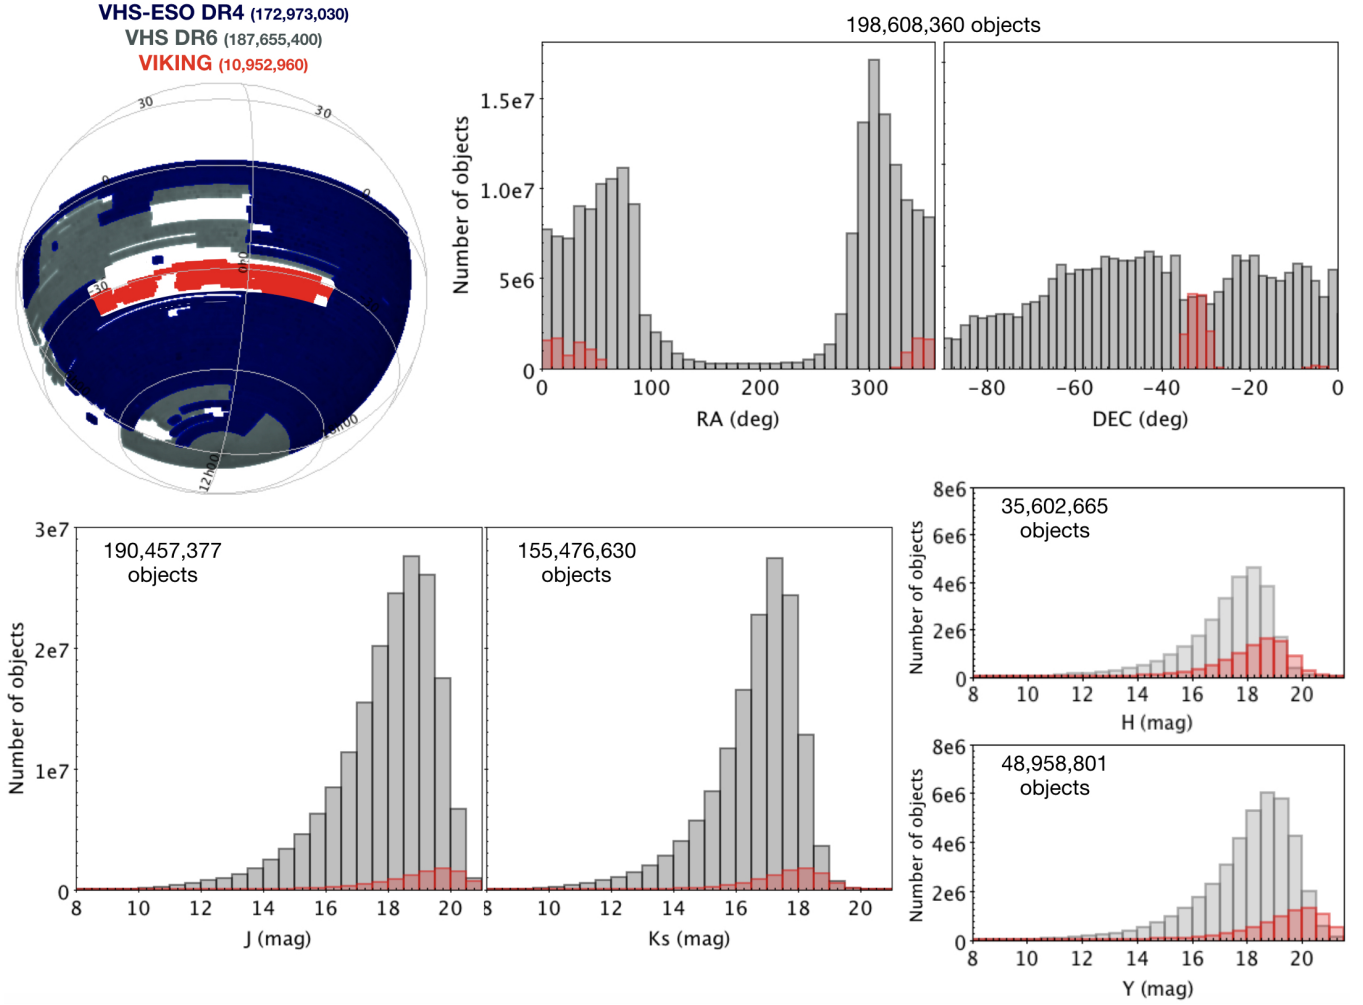 VHS-ESO DR4 (172,973,030)
VHS DR6 (187,655,400)
VIKING (10,952,960)
30
30
0
0
-30
0h0
12h00
198,608,360 objects
Number of objects
1.5e7
1.0e7
5e6
0
0 100 200 300
RA (deg)
-80 -60 -40 -20 0
DEC (deg)
190,457,377
objects
Number of objects
3e7
2e7
1e7
0
8 10 12 14 16 18 20
J (mag)
155,476,630
objects
8 10 12 14 16 18 20
Ks (mag)
35,602,665
objects
Number of objects
8e6
6e6
4e6
2e6
0
8 10 12 14 16 18 20
H (mag)
48,958,801
objects
Number of objects
8e6
6e6
4e6
2e6
0
8 10 12 14 16 18 20
Y (mag)